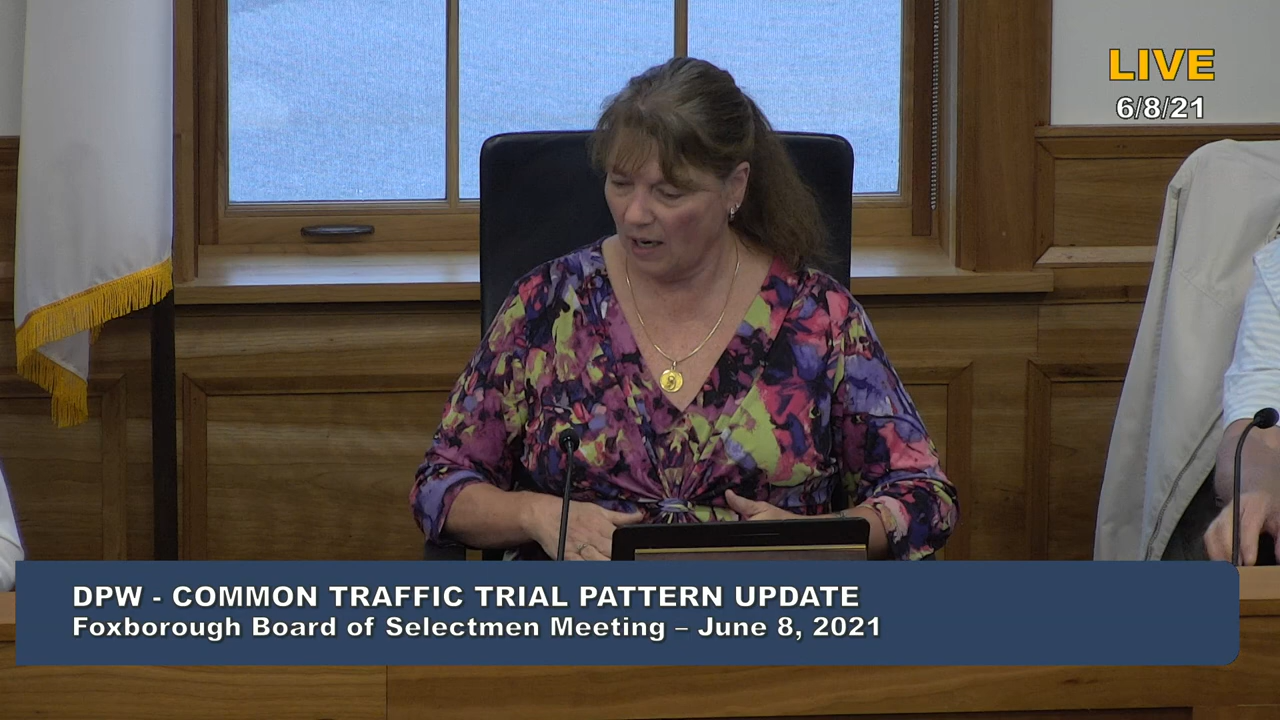 LIVE
6/8/21
DPW - COMMON TRAFFIC TRIAL PATTERN UPDATE
Foxborough Board of Selectmen Meeting – June 8, 2021